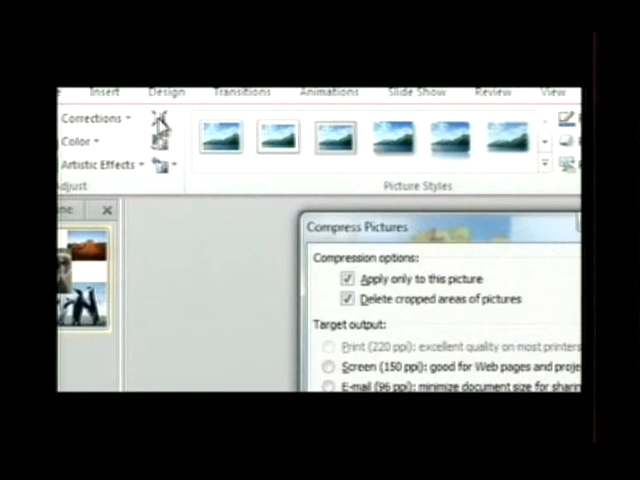 Insert Design Transitions Animations Slide Show Review View
Corrections
Color
Artistic Effects
Adjust
Picture Styles
Compress Pictures
Compression options:
Apply only to this picture
Delete cropped areas of pictures
Target output:
Print (220 ppi): excellent quality on most printers
Screen (150 ppi): good for Web pages and proje
E-mail (96 ppi): minimize document size for sharin